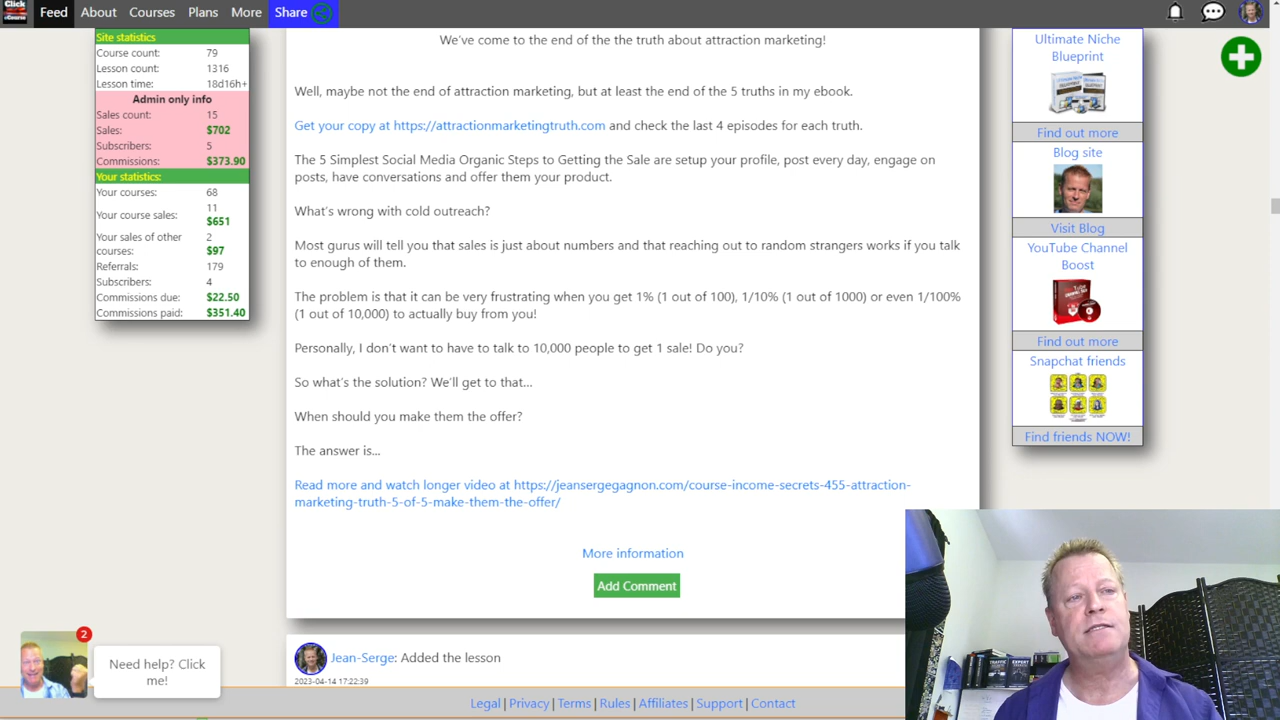 Click
eCourse
Feed
About
Courses
Plans
More
Share
Site statistics
Course count: 79
Lesson count: 1316
Lesson time: 18d16h+
Admin only info
Sales count: 15
Sales: $702
Subscribers: 5
Commissions: $373.90
Your statistics:
Your courses: 68
Your course sales: 11
$651
Your sales of other courses: 2
$97
Referrals: 179
Subscribers: 4
Commissions due: $22.50
Commissions paid: $351.40
We've come to the end of the the truth about attraction marketing!
Well, maybe not the end of attraction marketing, but at least the end of the 5 truths in my ebook.
Get your copy at https://attractionmarketingtruth.com and check the last 4 episodes for each truth.
The 5 Simplest Social Media Organic Steps to Getting the Sale are setup your profile, post every day, engage on
posts, have conversations and offer them your product.
What's wrong with cold outreach?
Most gurus will tell you that sales is just about numbers and that reaching out to random strangers works if you talk
to enough of them.
The problem is that it can be very frustrating when you get 1% (1 out of 100), 1/10% (1 out of 1000) or even 1/100%
(1 out of 10,000) to actually buy from you!
Personally, I don't want to have to talk to 10,000 people to get 1 sale! Do you?
So what's the solution? We'll get to that...
When should you make them the offer?
The answer is...
Read more and watch longer video at https://jeansergegagnon.com/course-income-secrets-455-attraction-
marketing-truth-5-of-5-make-them-the-offer/
More information
Add Comment
Jean-Serge: Added the lesson
2023-04-14 17:22:39
Ultimate Niche
Blueprint
Find out more
Blog site
Visit Blog
YouTube Channel
Boost
Find out more
Snapchat friends
Find friends NOW!
2
Need help? Click
me!
TRAFFIC
SECRETS
EXPERT
SECRETS
Legal | Privacy | Terms | Rules | Affiliates | Support | Contact